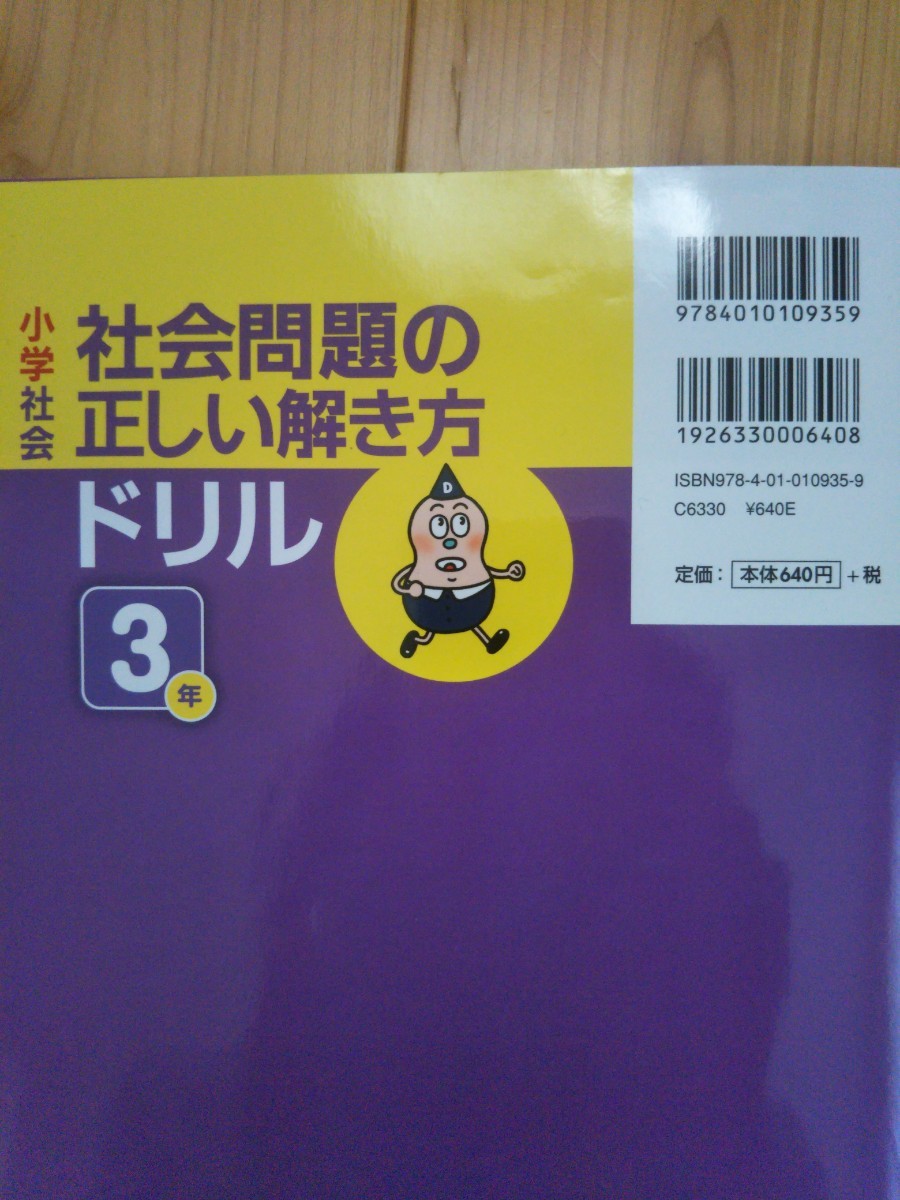 小学社会
社会問題の
正しい解き方
ドリル
3年
D
9784010109359
1926330006408
ISBN978-4-01-010935-9
C6330 ¥640E
定価：本体640円＋税